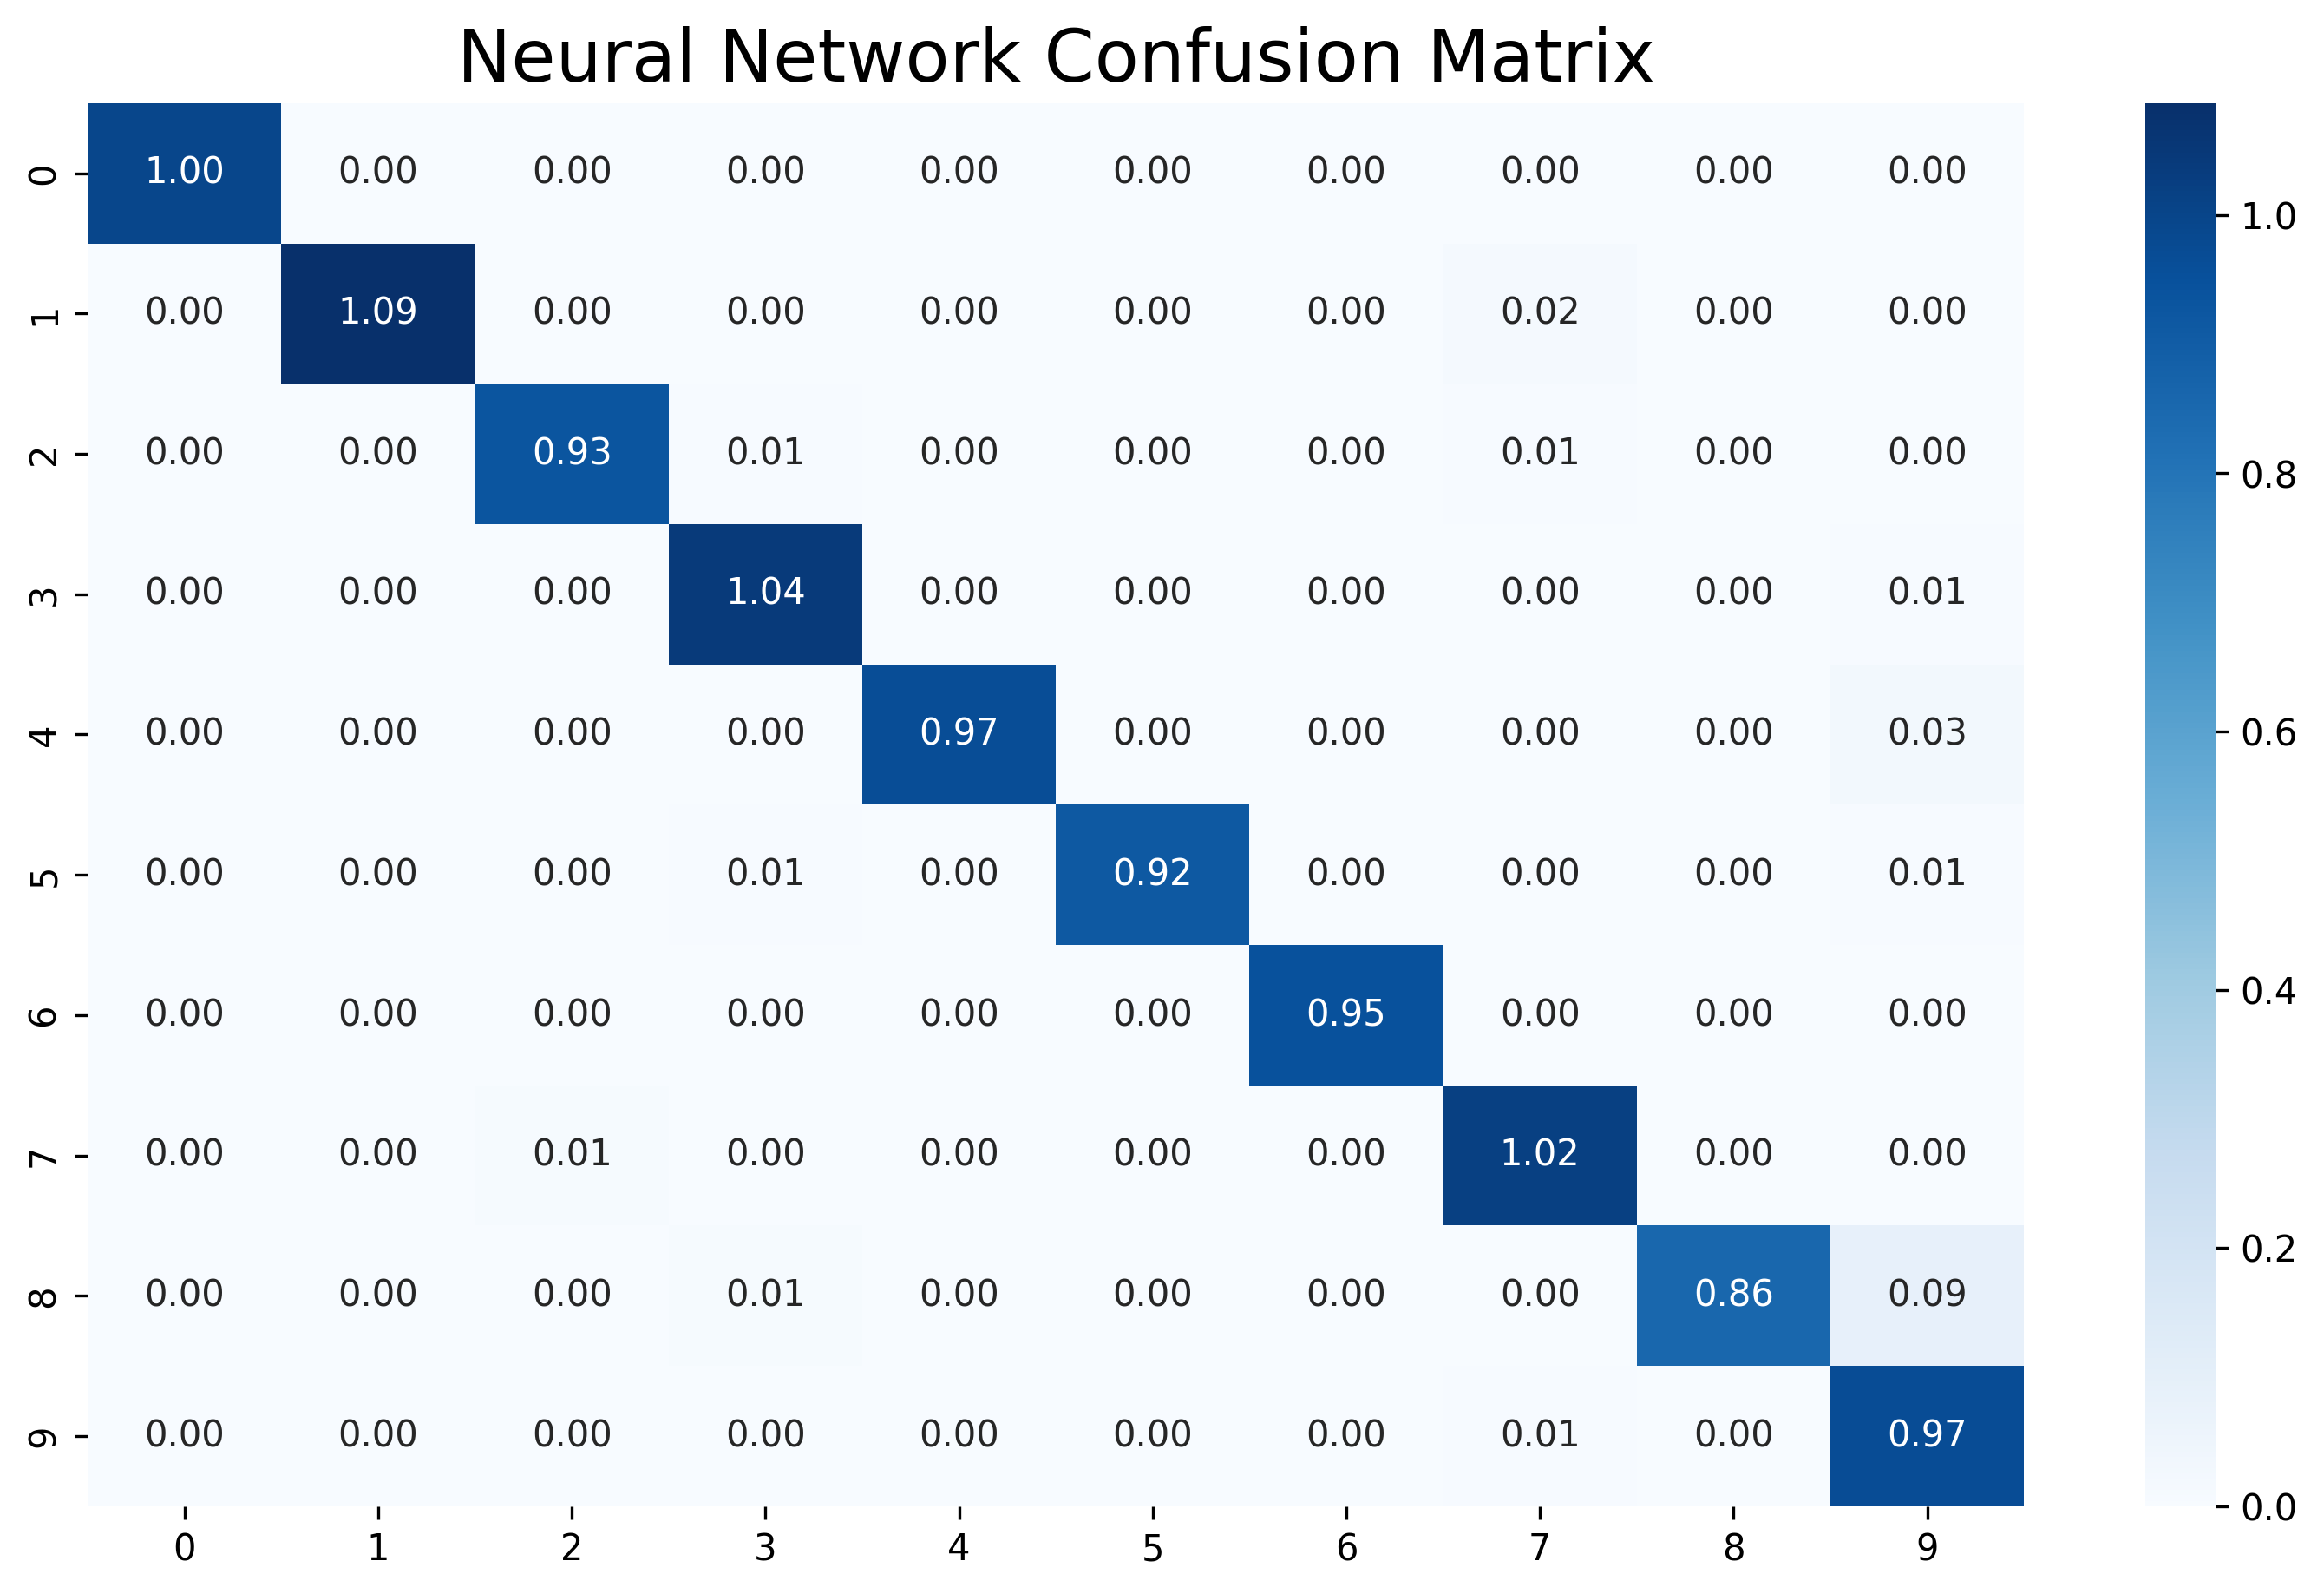 Neural Network Confusion Matrix
0 1.00 0.00 0.00 0.00 0.00 0.00 0.00 0.00 0.00 0.00
1 0.00 1.09 0.00 0.00 0.00 0.00 0.00 0.02 0.00 0.00
2 0.00 0.00 0.93 0.01 0.00 0.00 0.00 0.01 0.00 0.00
3 0.00 0.00 0.00 1.04 0.00 0.00 0.00 0.00 0.00 0.01
4 0.00 0.00 0.00 0.00 0.97 0.00 0.00 0.00 0.00 0.03
5 0.00 0.00 0.00 0.01 0.00 0.92 0.00 0.00 0.00 0.01
6 0.00 0.00 0.00 0.00 0.00 0.00 0.95 0.00 0.00 0.00
7 0.00 0.00 0.01 0.00 0.00 0.00 0.00 1.02 0.00 0.00
8 0.00 0.00 0.00 0.01 0.00 0.00 0.00 0.00 0.86 0.09
9 0.00 0.00 0.00 0.00 0.00 0.00 0.00 0.01 0.00 0.97
0 1 2 3 4 5 6 7 8 9
1.0
0.8
0.6
0.4
0.2
0.0